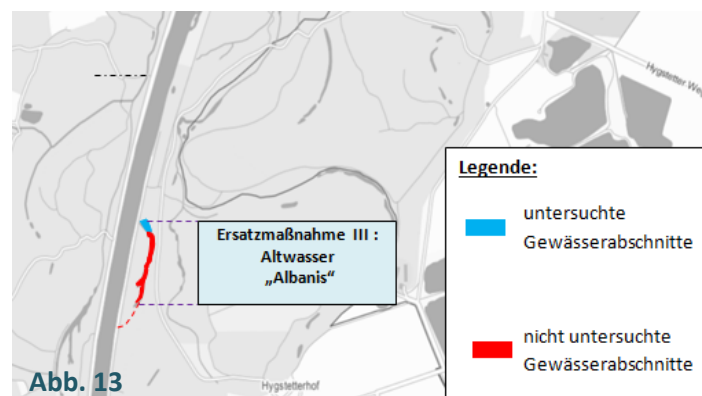 Hygstetter Weg
Legende:
untersuchte
Gewässerabschnitte
Ersatzmaßnahme III :
Altwasser
„Albanis“
nicht untersuchte
Gewässerabschnitte
Abb. 13
Hygstetterhof